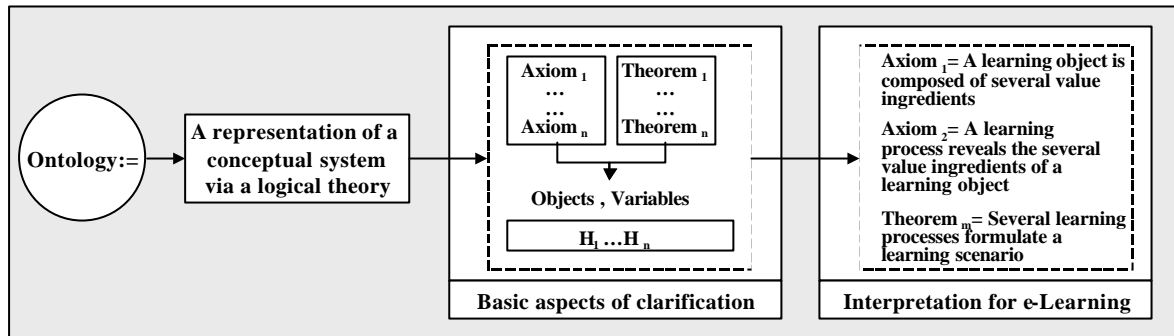 Ontology:=
A representation of a
conceptual system
via a logical theory
Axiom 1
…
…
Axiom n
Theorem 1
…
…
Theorem n
Objects , Variables
H1 …H n
Basic aspects of clarification
Axiom 1= A learning object is
composed of several value
ingredients
Axiom 2= A learning
process reveals the several
value ingredients of a
learning object
Theorem m= Several learning
processes formulate a
learning scenario
Interpretation for e-Learning